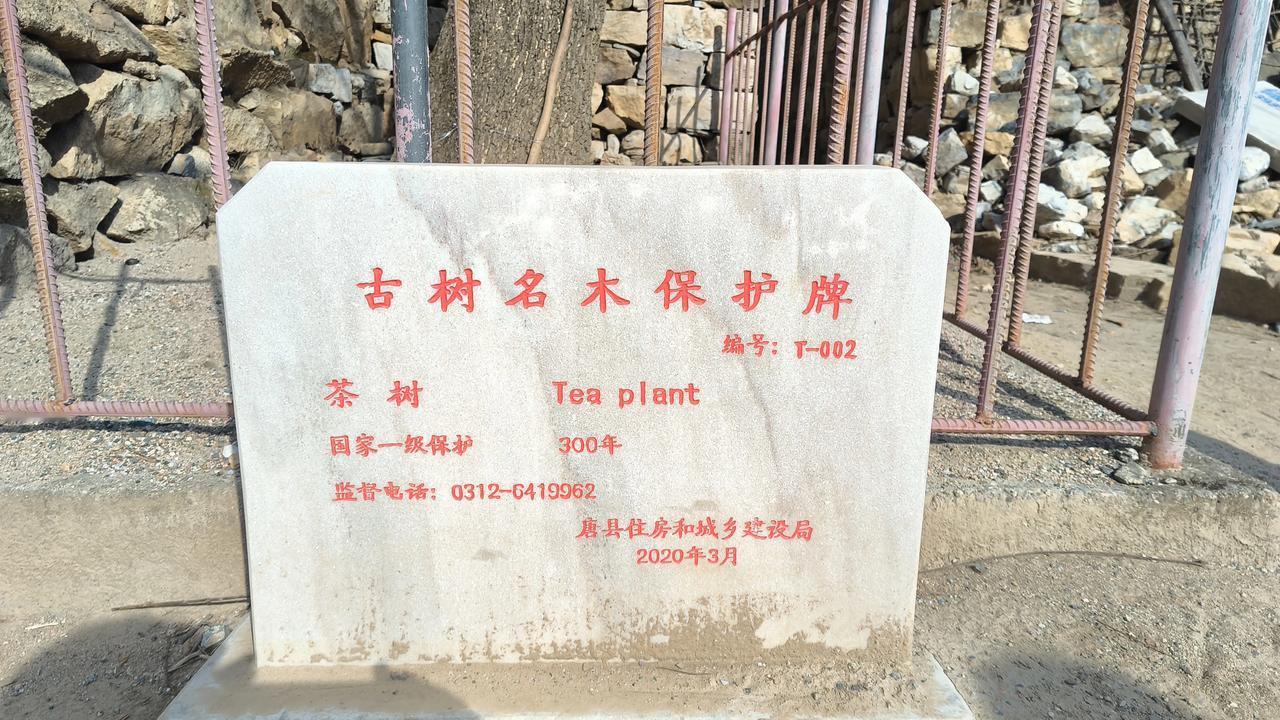 古树名木保护牌
编号: T-002
茶 树 Tea plant
国家一级保护 300年
监督电话: 0312-6419962
唐县住房和城乡建设局
2020年3月